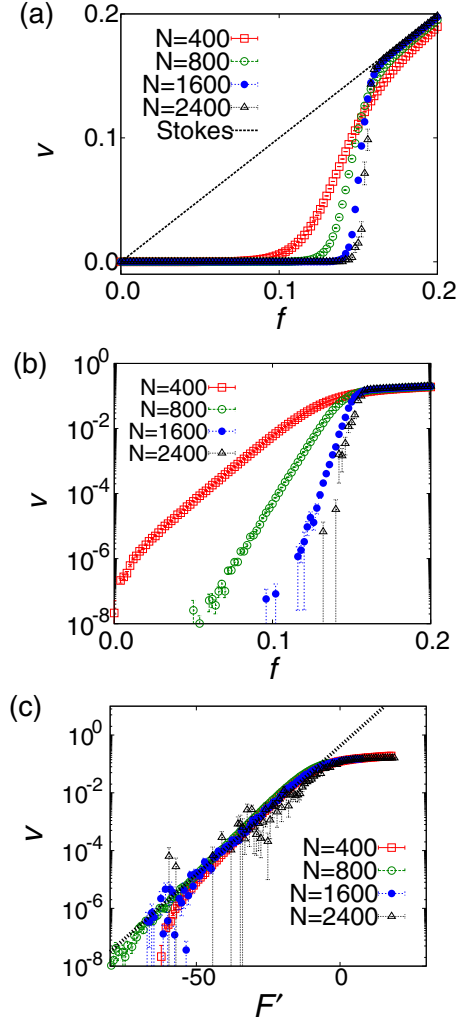 (a)
0.2
N=400
N=800
N=1600
N=2400
Stokes
0.1
v
0.0
0.0 0.1 0.2
f
(b)
10^0
N=400
N=800
N=1600
N=2400
10^-2
v
10^-4
10^-6
10^-8
0.0 0.1 0.2
f
(c)
10^0
10^-2
v
10^-4
N=400
N=800
N=1600
N=2400
10^-6
10^-8
-50 0
F'